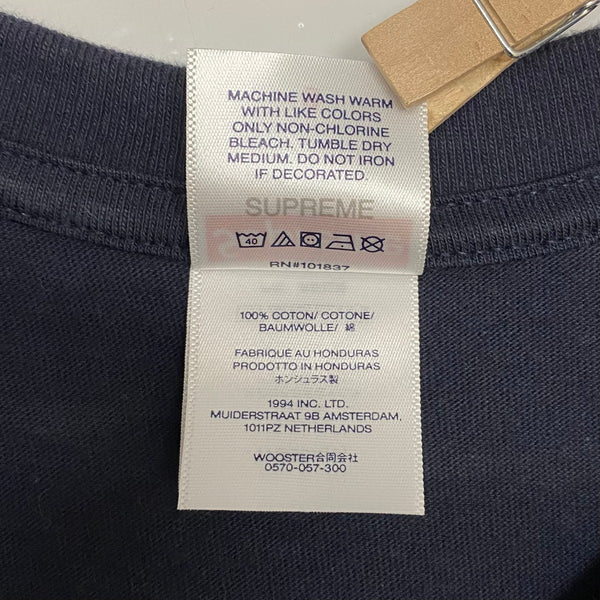 MACHINE WASH WARM
WITH LIKE COLORS
ONLY NON-CHLORINE
BLEACH. TUMBLE DRY
MEDIUM. DO NOT IRON
IF DECORATED.
SUPREME
40
RN#101837
100% COTON/ COTONE/
BAUMWOLLE/ 綿
FABRIQUÉ AU HONDURAS
PRODOTTO IN HONDURAS
ホンジュラス製
1994 INC. LTD.
MUIDERSTRAAT 9B AMSTERDAM,
1011PZ NETHERLANDS
WOOSTER合同会社
0570-057-300